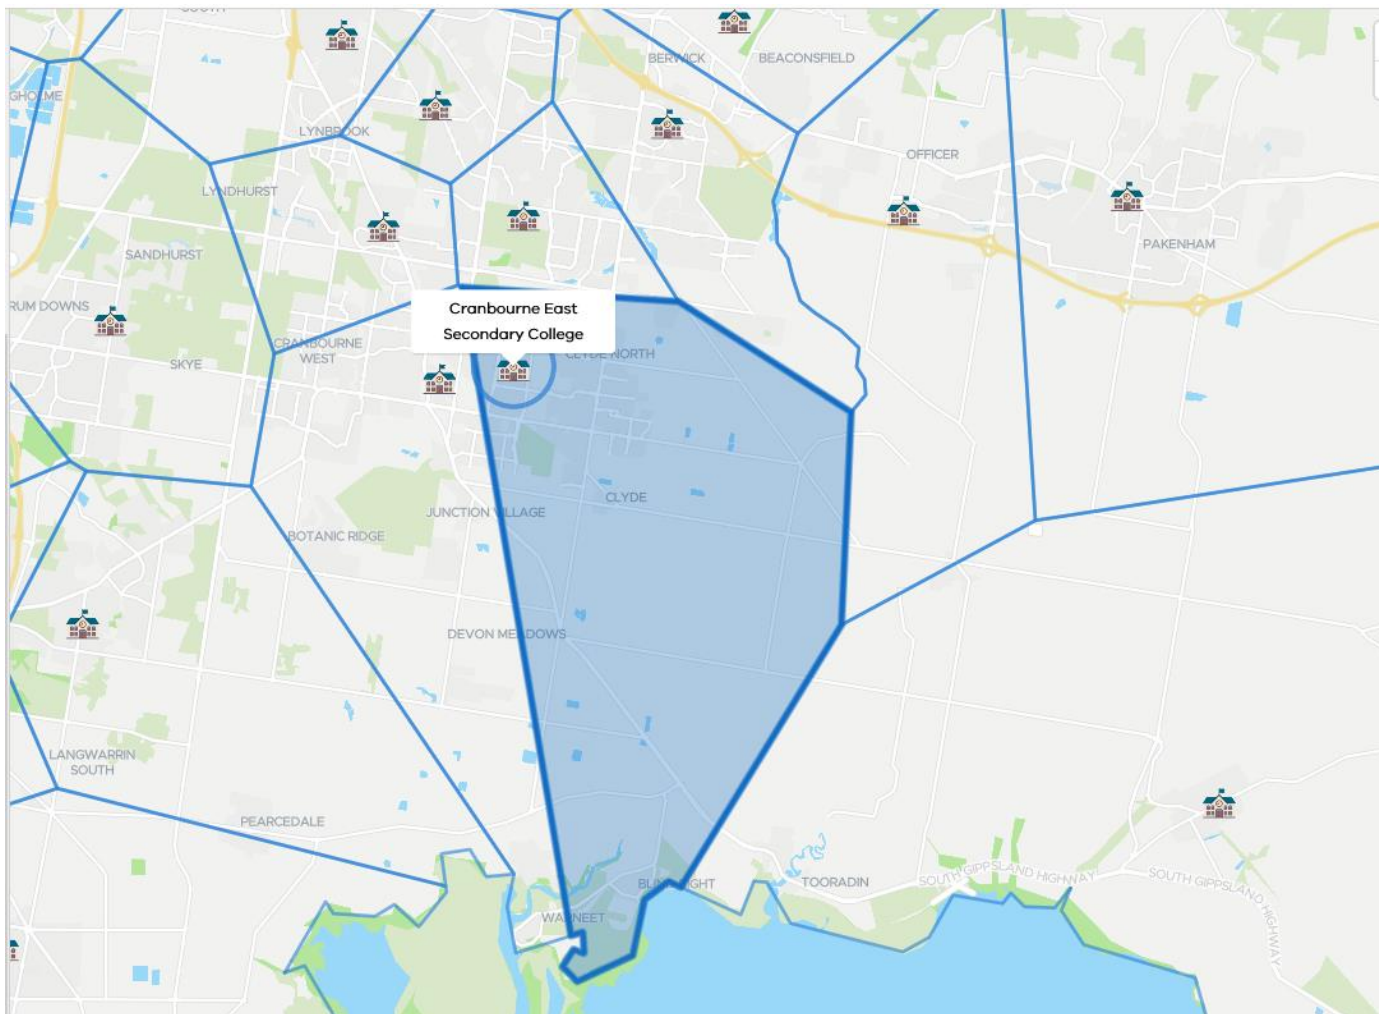 SOUTH
BERWICK
BEACONSFIELD
GHOLME
LYNBROOK
OFFICER
LYNDHURST
PAKENHAM
SANDHURST
RUM DOWNS
Cranbourne East
Secondary College
CRANBOURNE
WEST
CLYDE NORTH
SKYE
CLYDE
JUNCTION VILLAGE
BOTANIC RIDGE
DEVON MEADOWS
LANGWARRIN
SOUTH
PEARCEDALE
BLIND BIGHT
TOORADIN
SOUTH GIPPSLAND HIGHWAY
SOUTH GIPPSLAND HIGHWAY
WARNEET